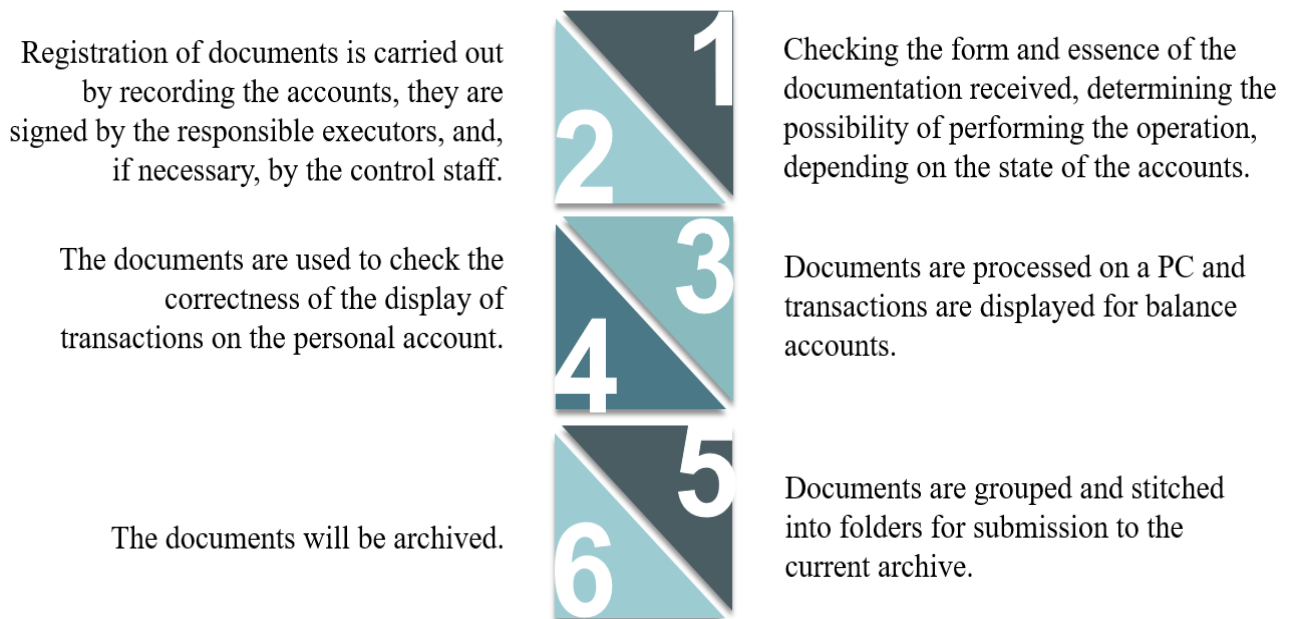 1
Checking the form and essence of the
documentation received, determining the
possibility of performing the operation,
depending on the state of the accounts.
2
Registration of documents is carried out
by recording the accounts, they are
signed by the responsible executors, and,
if necessary, by the control staff.
3
Documents are processed on a PC and
transactions are displayed for balance
accounts.
4
The documents are used to check the
correctness of the display of
transactions on the personal account.
5
Documents are grouped and stitched
into folders for submission to the
current archive.
6
The documents will be archived.